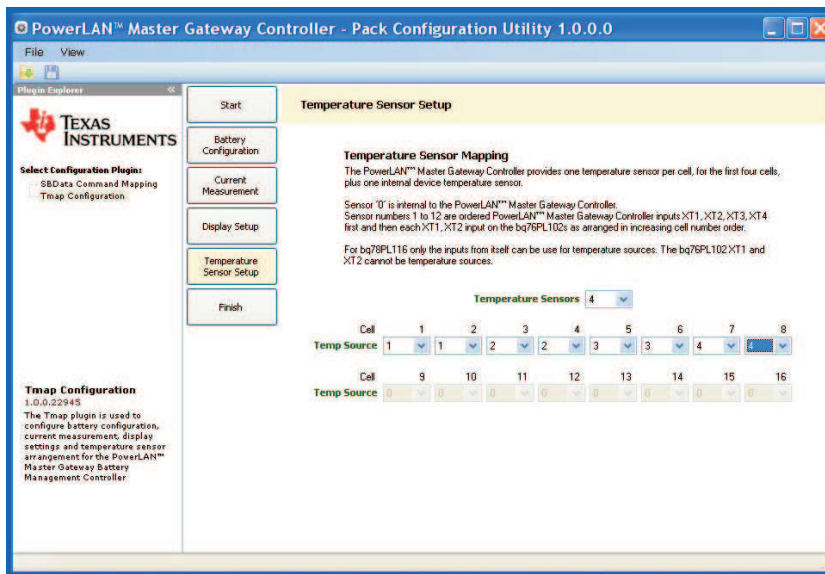 PowerLAN™ Master Gateway Controller - Pack Configuration Utility 1.0.0.0
File View
Plugin Explorer «
TEXAS INSTRUMENTS
Select Configuration Plugin:
SBData Command Mapping
Tmap Configuration
Start
Battery Configuration
Current Measurement
Display Setup
Temperature Sensor Setup
Finish
Temperature Sensor Setup
Temperature Sensor Mapping
The PowerLAN™ Master Gateway Controller provides one temperature sensor per cell, for the first four cells,
plus one internal device temperature sensor.
Sensor '0' is internal to the PowerLAN™ Master Gateway Controller.
Sensor numbers 1 to 12 are ordered PowerLAN™ Master Gateway Controller inputs XT1, XT2, XT3, XT4
first and then each XT1, XT2 input on the bq76PL102s as arranged in increasing cell number order.
For bq78PL116 only the inputs from itself can be use for temperature sources. The bq76PL102 XT1 and
XT2 cannot be temperature sources.
Temperature Sensors 4
Cell 1 2 3 4 5 6 7 8
Temp Source 1 1 2 2 3 3 4 4
Cell 9 10 11 12 13 14 15 16
Temp Source 0 0 0 0 0 0 0 0
Tmap Configuration
1.0.0.22945
The Tmap plugin is used to
configure battery configuration,
current measurement, display
settings and temperature sensor
arrangement for the PowerLAN™
Master Gateway Battery
Management Controller